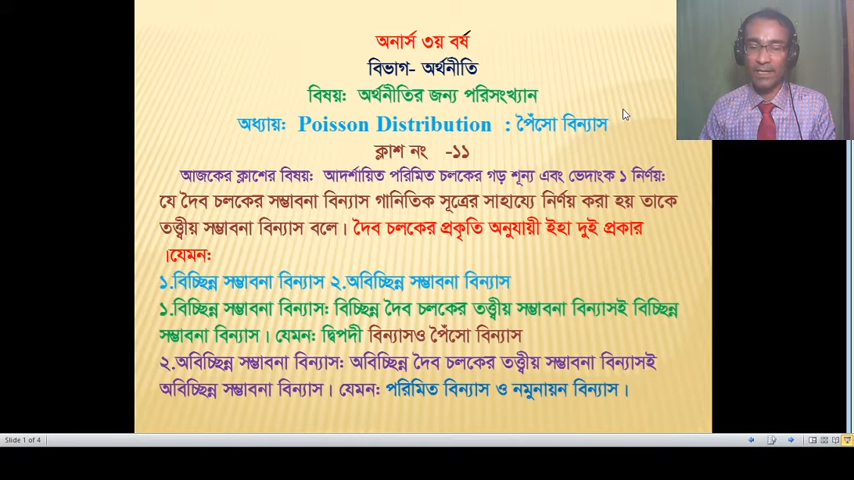 অনার্স ৩য় বর্ষ
বিভাগ- অর্থনীতি
বিষয়: অর্থনীতির জন্য পরিসংখ্যান
অধ্যায়: Poisson Distribution : পৈঁসো বিন্যাস
ক্লাশ নং -১১
আজকের ক্লাশের বিষয়: আদর্শায়িত পরিমিত চলকের গড় শূন্য এবং ভেদাংক ১ নির্ণয়:
যে দৈব চলকের সম্ভাবনা বিন্যাস গানিতিক সূত্রের সাহায্যে নির্ণয় করা হয় তাকে
তত্ত্বীয় সম্ভাবনা বিন্যাস বলে। দৈব চলকের প্রকৃতি অনুযায়ী ইহা দুই প্রকার
।যেমন:
১.বিচ্ছিন্ন সম্ভাবনা বিন্যাস ২.অবিচ্ছিন্ন সম্ভাবনা বিন্যাস
১.বিচ্ছিন্ন সম্ভাবনা বিন্যাস: বিচ্ছিন্ন দৈব চলকের তত্ত্বীয় সম্ভাবনা বিন্যাসই বিচ্ছিন্ন
সম্ভাবনা বিন্যাস। যেমন: দ্বিপদী বিন্যাসও পৈঁসো বিন্যাস
২.অবিচ্ছিন্ন সম্ভাবনা বিন্যাস: অবিচ্ছিন্ন দৈব চলকের তত্ত্বীয় সম্ভাবনা বিন্যাসই
অবিচ্ছিন্ন সম্ভাবনা বিন্যাস। যেমন: পরিমিত বিন্যাস ও নমুনায়ন বিন্যাস।
Slide 1 of 4